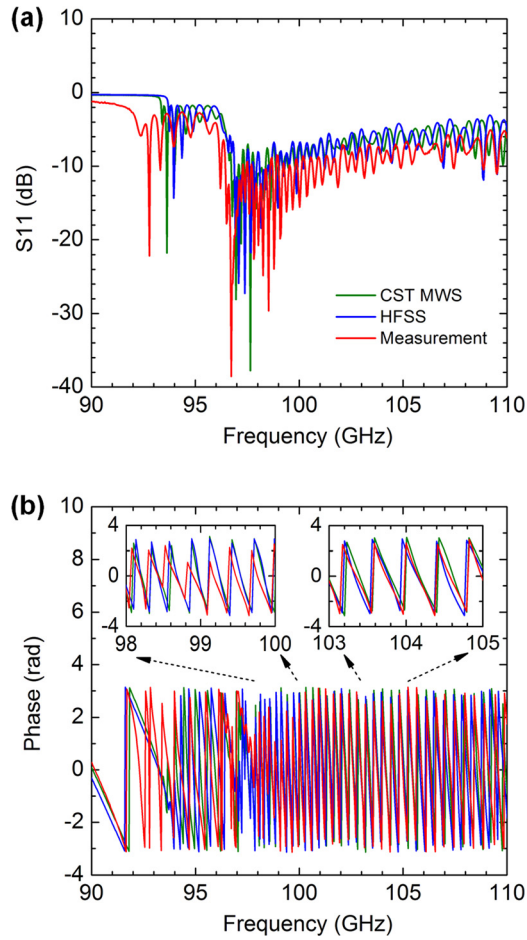 (a)
10
0
-10
-20
-30
-40
S11 (dB)
CST MWS
HFSS
Measurement
90 95 100 105 110
Frequency (GHz)
(b)
10
8
6
4
2
0
-2
-4
Phase (rad)
4
0
-4
98 99 100
4
0
-4
103 104 105
90 95 100 105 110
Frequency (GHz)